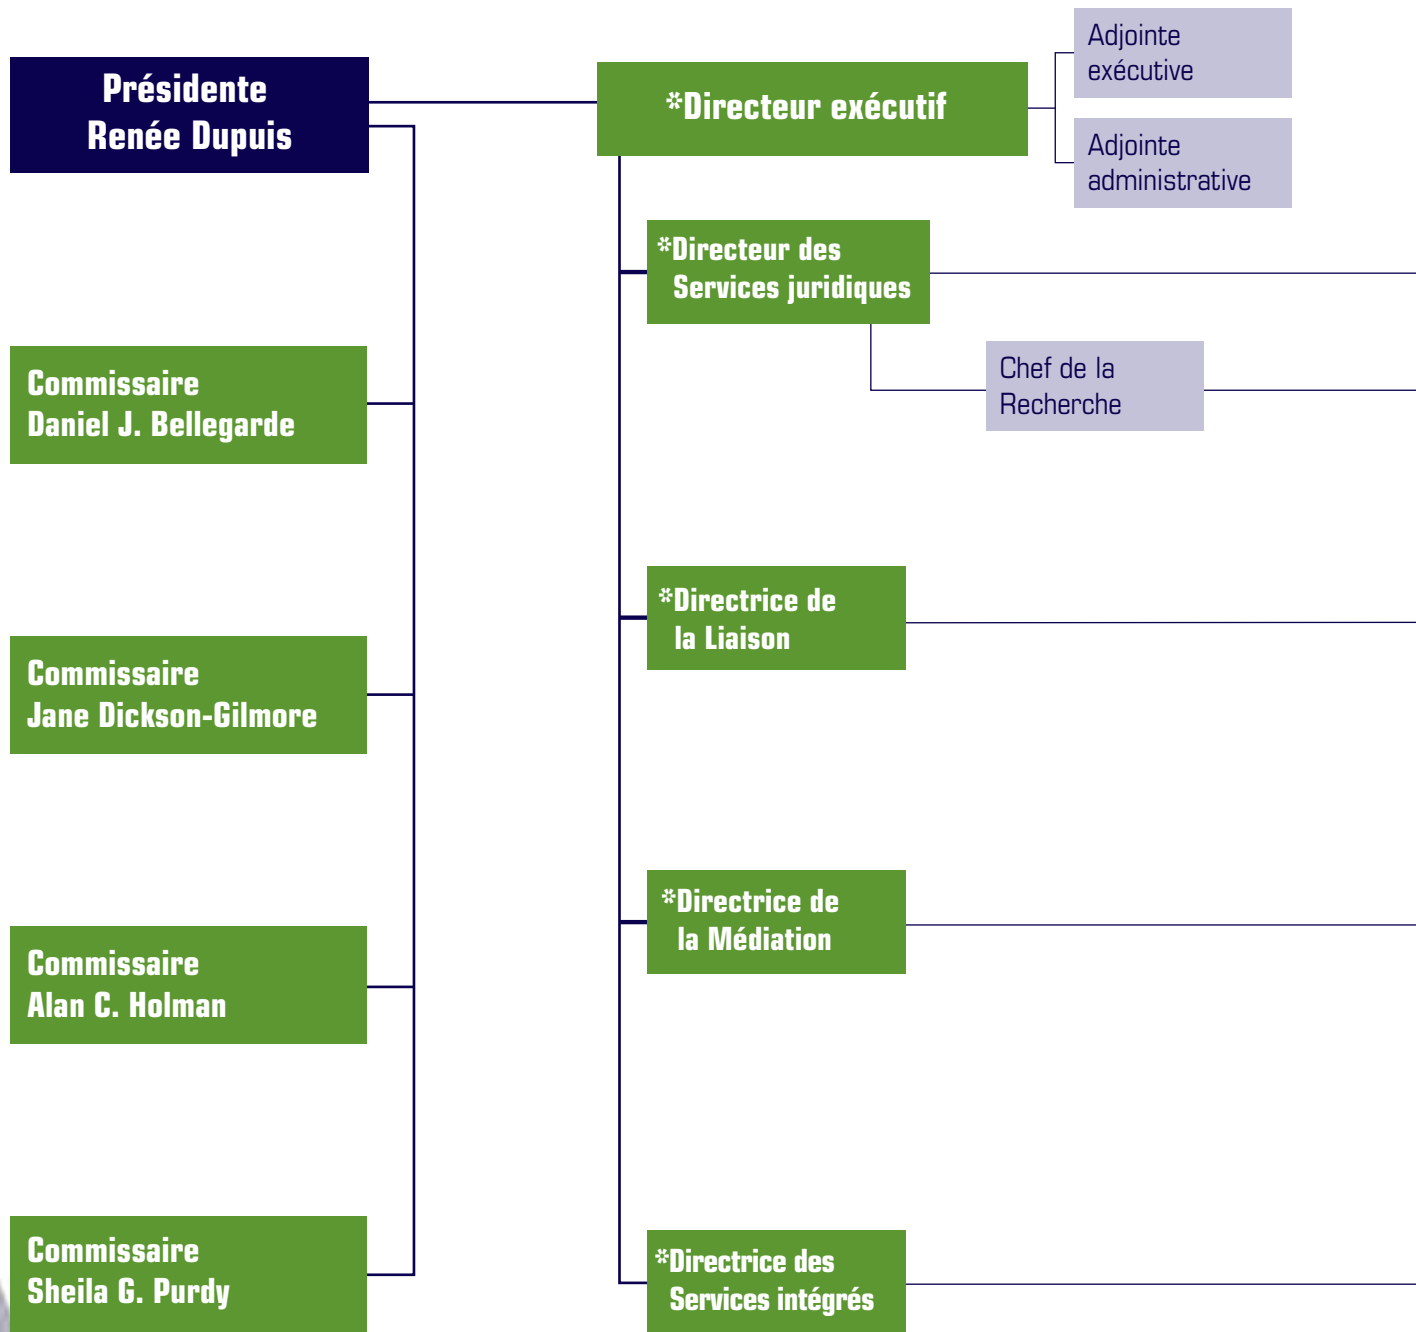 Présidente
Renée Dupuis
*Directeur exécutif
Adjointe
exécutive
Adjointe
administrative
*Directeur des
Services juridiques
Chef de la
Recherche
Commissaire
Daniel J. Bellegarde
*Directrice de
la Liaison
Commissaire
Jane Dickson-Gilmore
*Directrice de
la Médiation
Commissaire
Alan C. Holman
Commissaire
Sheila G. Purdy
*Directrice des
Services intégrés